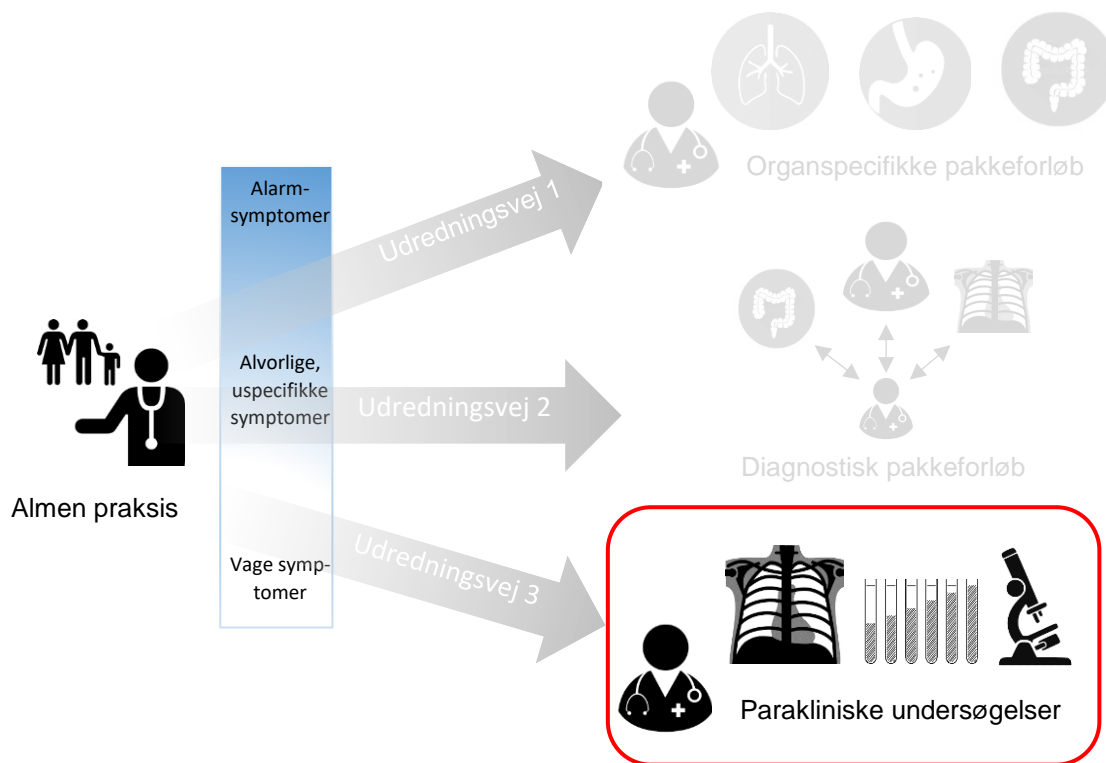 Organspecifikke pakkeforløb
Alarm-
symptomer
Udredningsvej 1
Alvorlige,
uspecifikke
symptomer
Udredningsvej 2
Diagnostisk pakkeforløb
Almen praksis
Vage symp-
tomer
Udredningsvej 3
Parakliniske undersøgelser